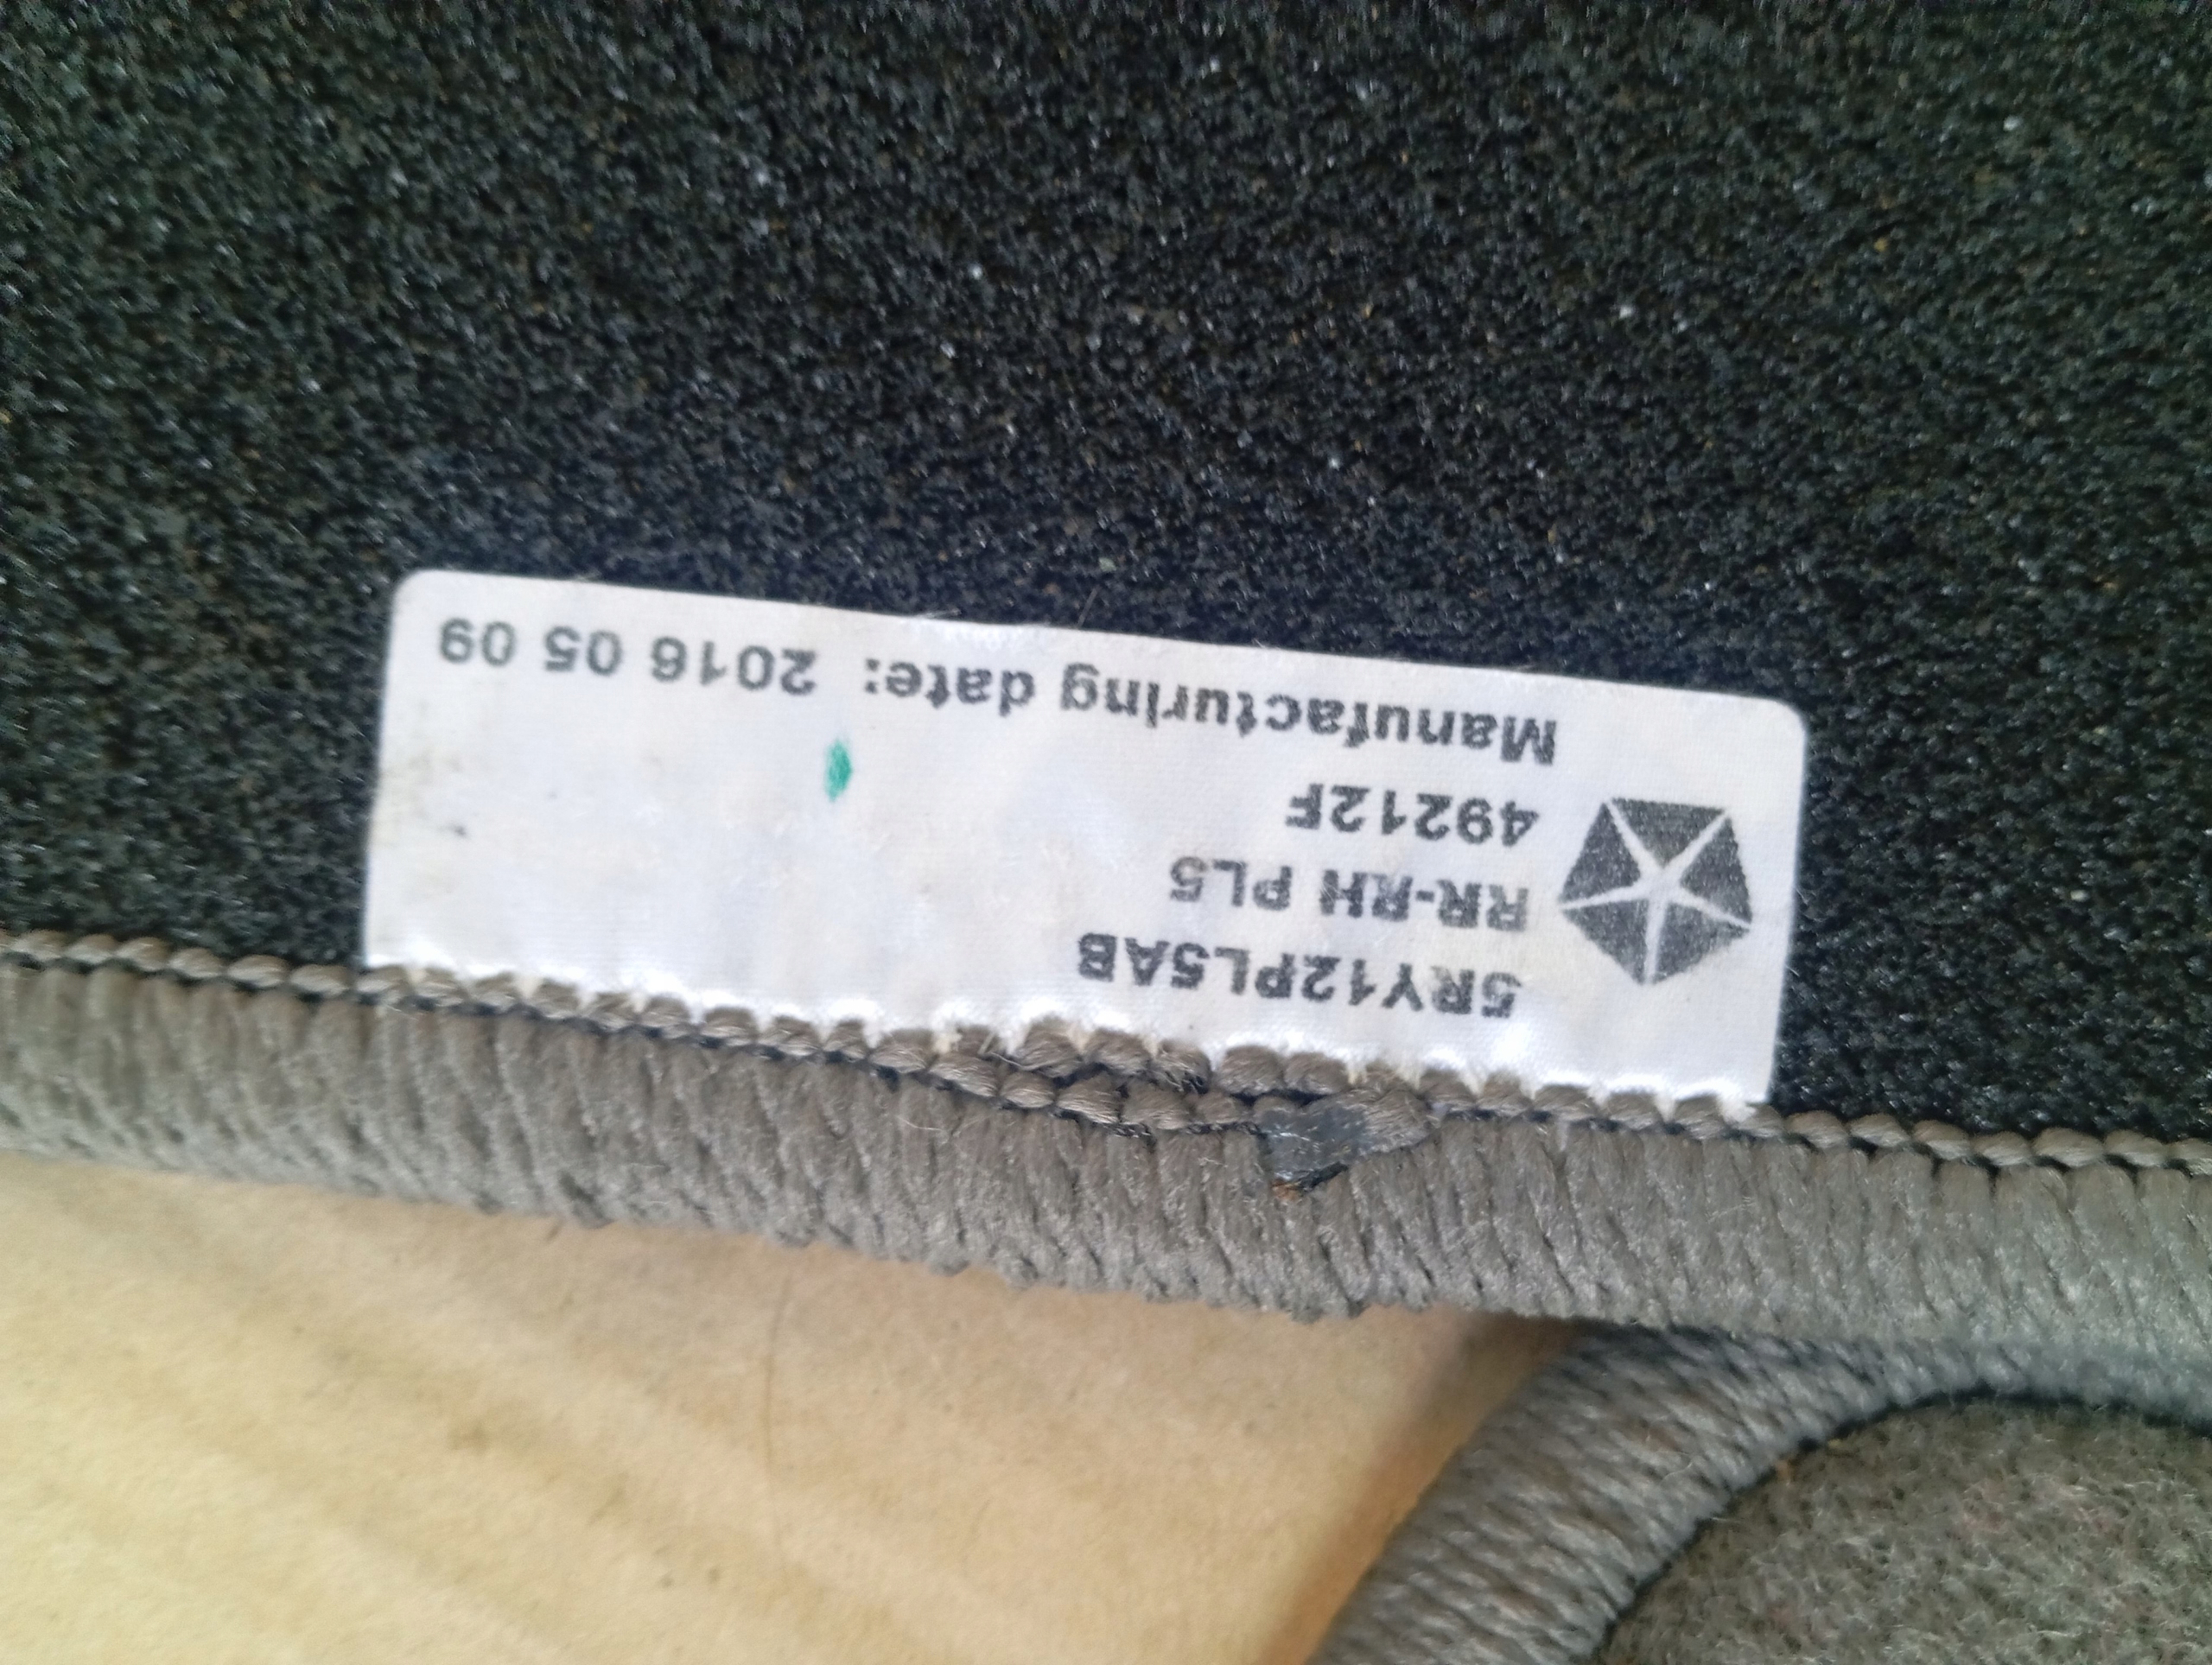 5RY12PL5AB
RR-RH PL5
49212F
Manufacturing date: 2016 05 09